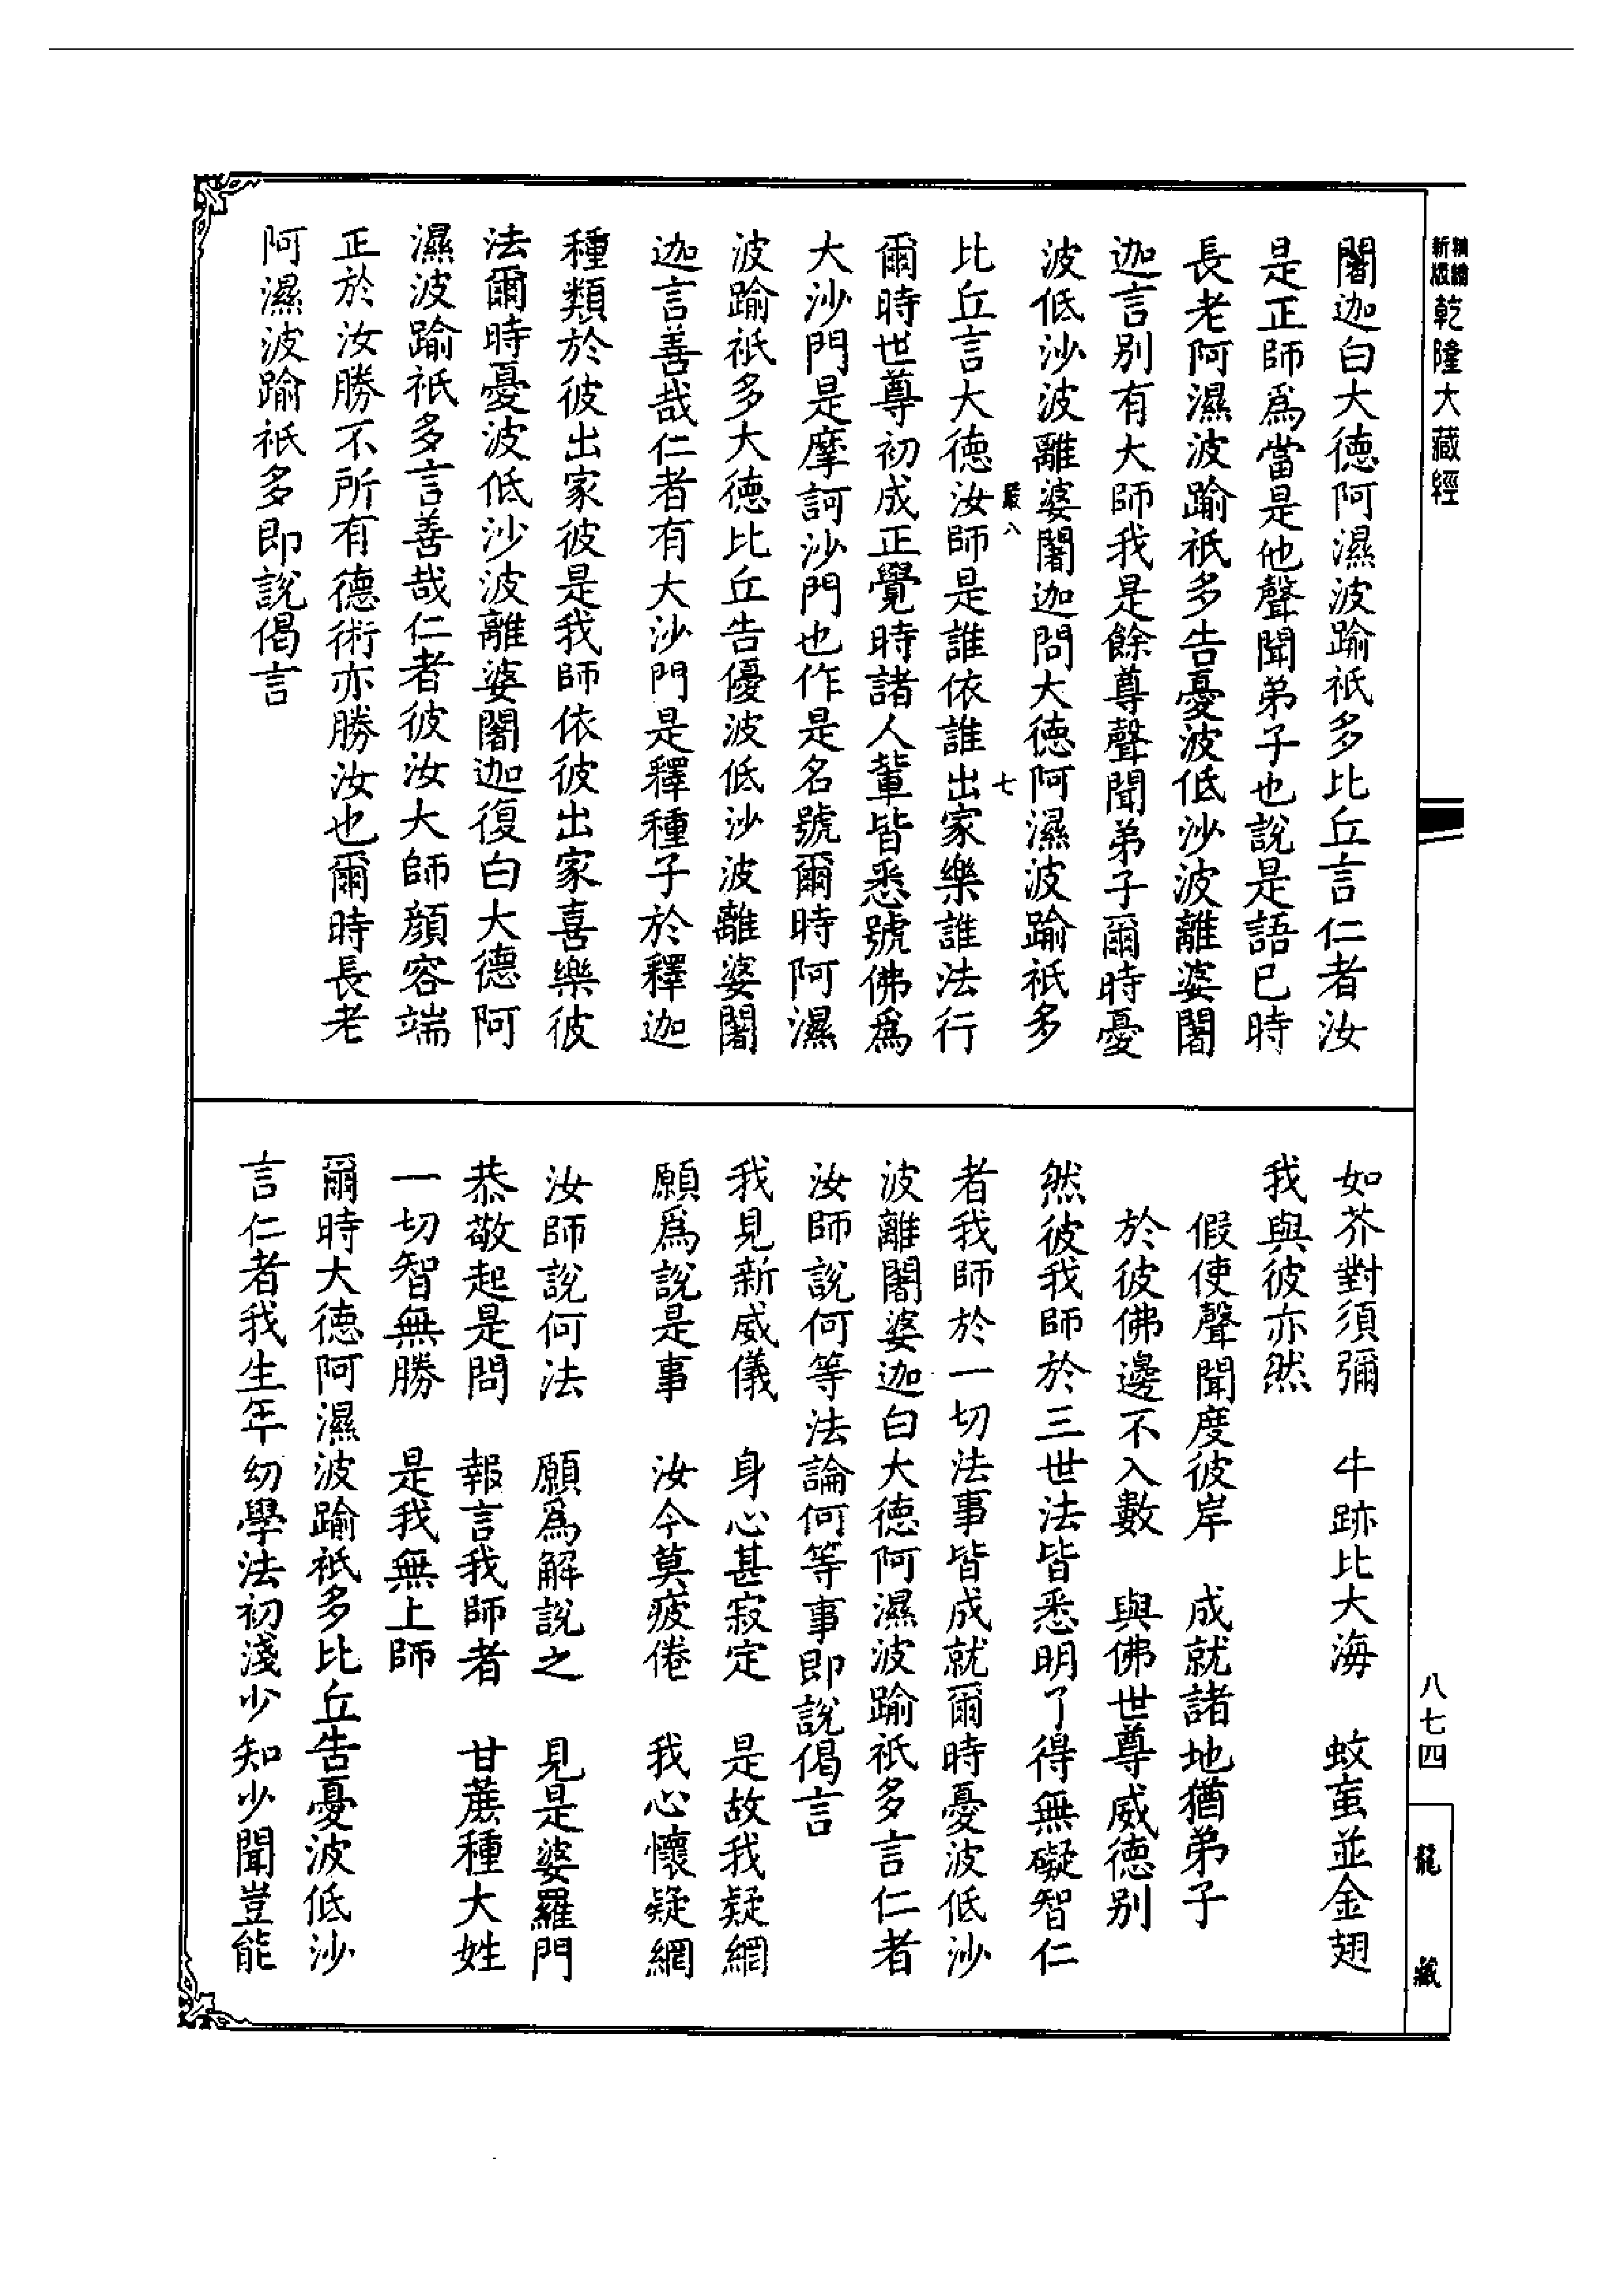 精繪
新版
乾隆大藏經
闍迦白大德阿濕波踰祇多比丘言仁者汝
是正師爲當是他聲聞弟子也說是語已時
長老阿濕波踰祇多告憂波低沙波離婆闍
迦言别有大師我是餘尊聲聞弟子爾時憂
波低沙波離婆闍迦問大德阿濕波踰祇多
嚴八
七
比丘言大德汝師是誰依誰出家樂誰法行
爾時世尊初成正覺時諸人輩皆悉號佛爲
大沙門是摩訶沙門也作是名號爾時阿濕
波踰祇多大德比丘告優波低沙波離婆闍
迦言善哉仁者有大沙門是釋種子於釋迦
種類於彼出家彼是我師依彼出家喜樂彼
法爾時憂波低沙波離婆闍迦復白大德阿
濕波踰祇多言善哉仁者彼汝大師顏容端
正於汝勝不所有德術亦勝汝也爾時長老
阿濕波踰祇多即說偈言
如芥對須彌　牛跡比大海　蚊䖟並金翅
我與彼亦然
假使聲聞度彼岸　成就諸地猶弟子
於彼佛邊不入數　與佛世尊威德别
然彼我師於三世法皆悉明了得無礙智仁
者我師於一切法事皆成就爾時憂波低沙
波離闍婆迦白大德阿濕波踰祇多言仁者
汝師說何等法論何等事即說偈言
我見新威儀　身心甚寂定　是故我疑網
願爲說是事　汝今莫疲倦　我心懷疑網
汝師說何法　願爲解說之　見是婆羅門
恭敬起是問　報言我師者　甘蔗種大姓
一切智無勝　是我無上師
爾時大德阿濕波踰祇多比丘告憂波低沙
言仁者我生年幼學法初淺少知少聞豈能
八七四
龍藏